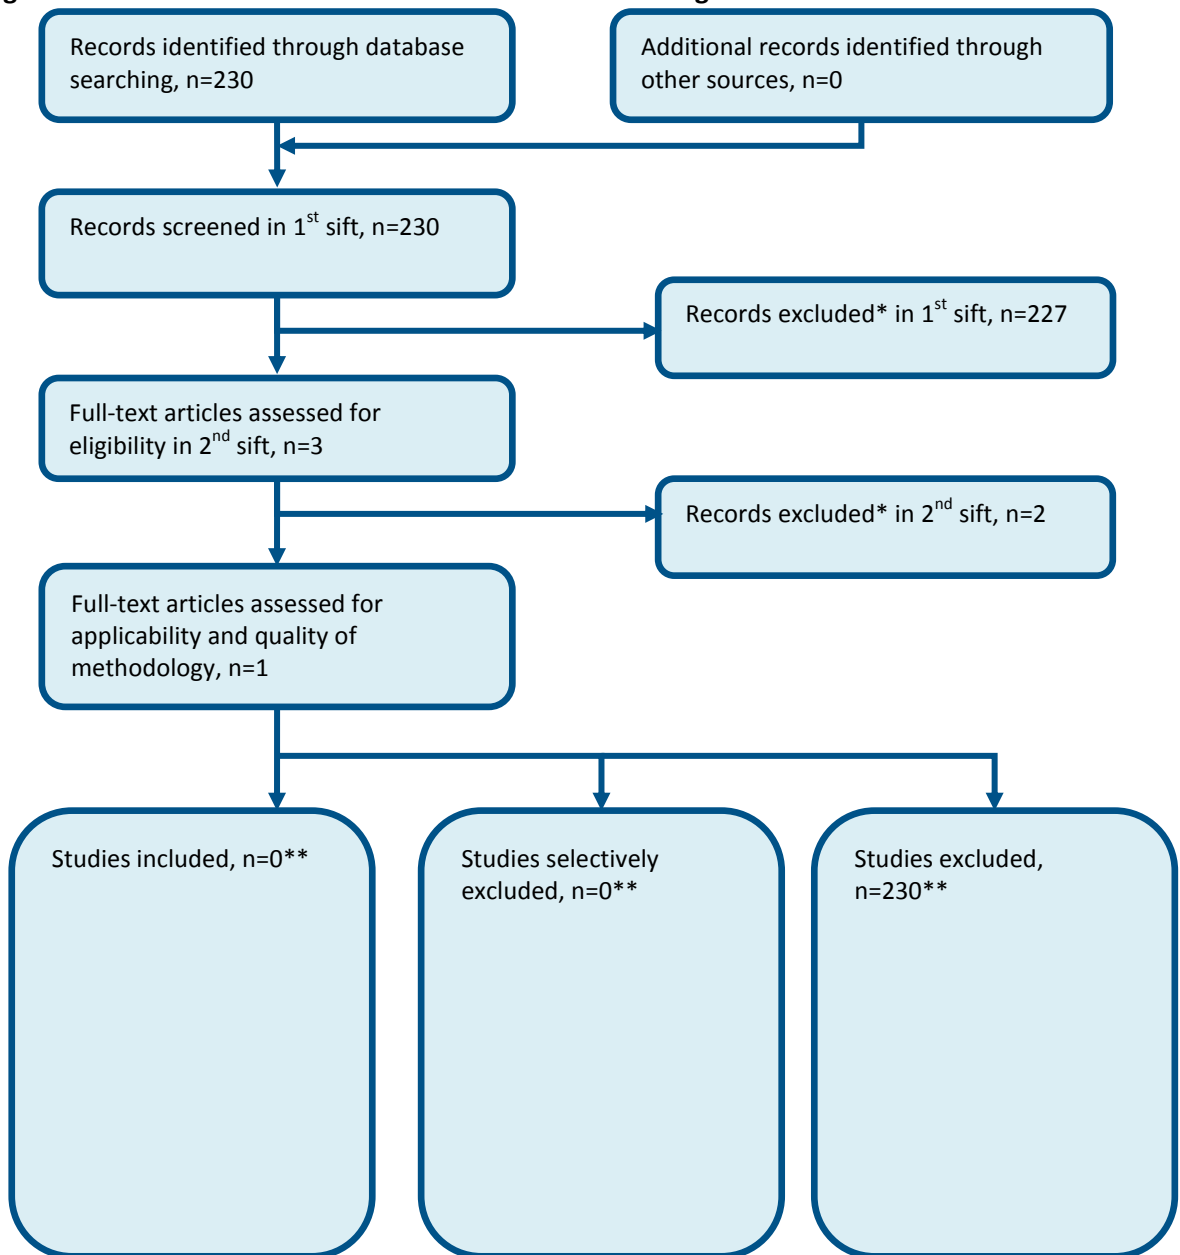 Records identified through database
searching, n=230
Additional records identified through
other sources, n=0
Records screened in 1st sift, n=230
Records excluded* in 1st sift, n=227
Full-text articles assessed for
eligibility in 2nd sift, n=3
Records excluded* in 2nd sift, n=2
Full-text articles assessed for
applicability and quality of
methodology, n=1
Studies included, n=0**
Studies selectively
excluded, n=0**
Studies excluded,
n=230**